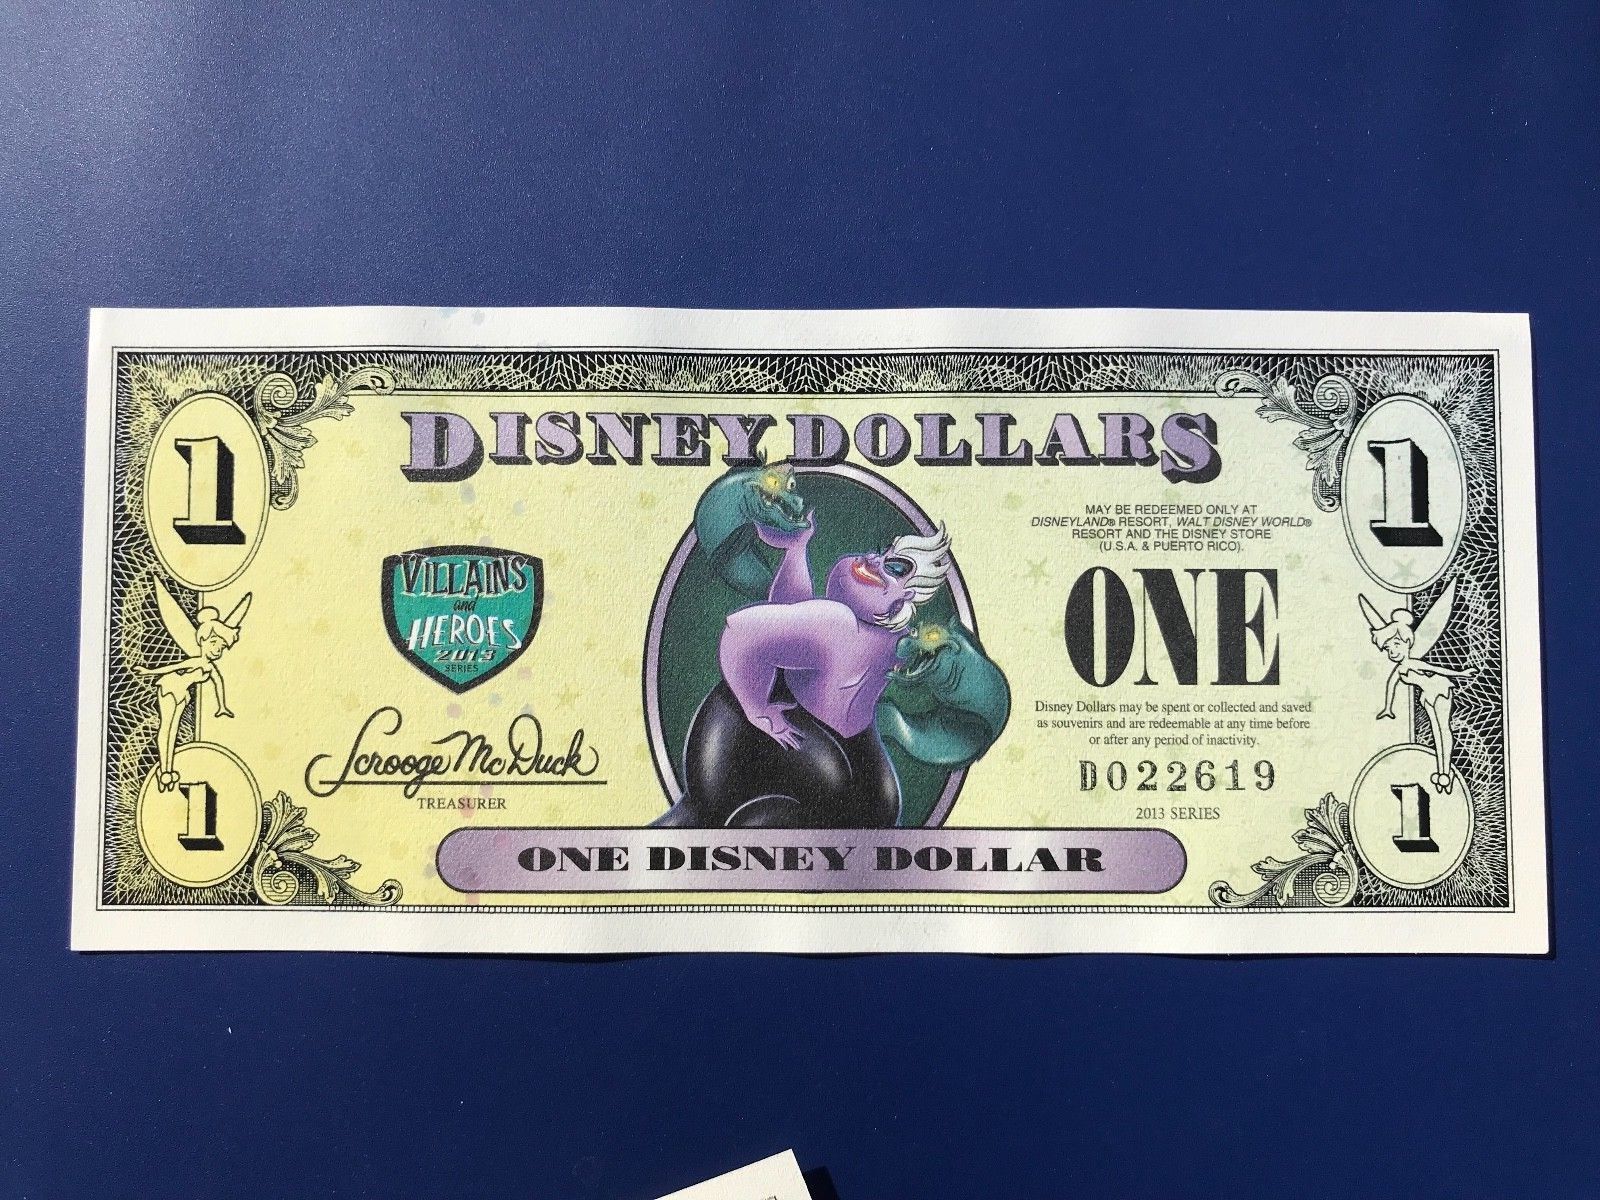 1
DISNEY DOLLARS
1
MAY BE REDEEMED ONLY AT
DISNEYLAND® RESORT, WALT DISNEY WORLD®
RESORT AND THE DISNEY STORE
(U.S.A. & PUERTO RICO).
VILLAINS
and
HEROES
2013
SERIES
ONE
Disney Dollars may be spent or collected and saved
as souvenirs and are redeemable at any time before
or after any period of inactivity.
Scrooge McDuck
TREASURER
D022619
2013 SERIES
1
ONE DISNEY DOLLAR
1